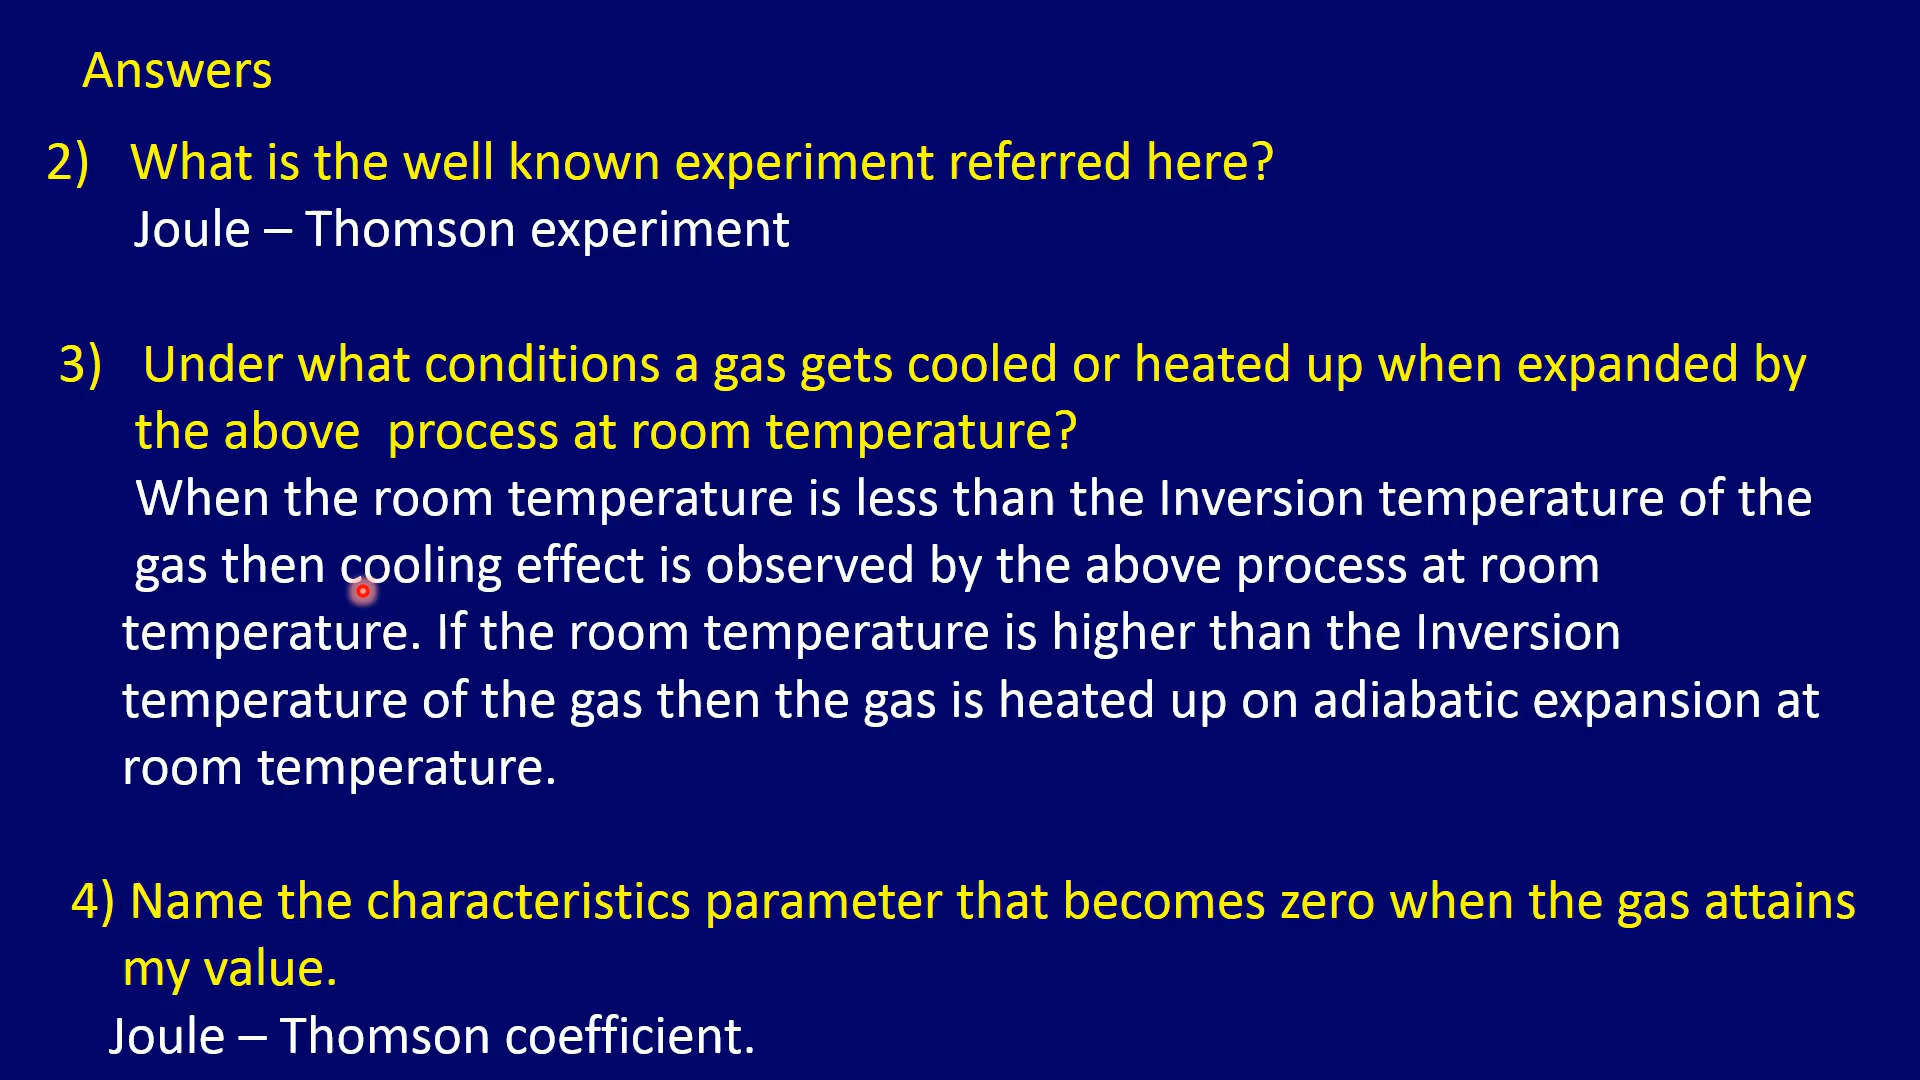 Answers
2) What is the well known experiment referred here?
Joule – Thomson experiment
3) Under what conditions a gas gets cooled or heated up when expanded by
the above process at room temperature?
When the room temperature is less than the Inversion temperature of the
gas then cooling effect is observed by the above process at room
temperature. If the room temperature is higher than the Inversion
temperature of the gas then the gas is heated up on adiabatic expansion at
room temperature.
4) Name the characteristics parameter that becomes zero when the gas attains
my value.
Joule – Thomson coefficient.